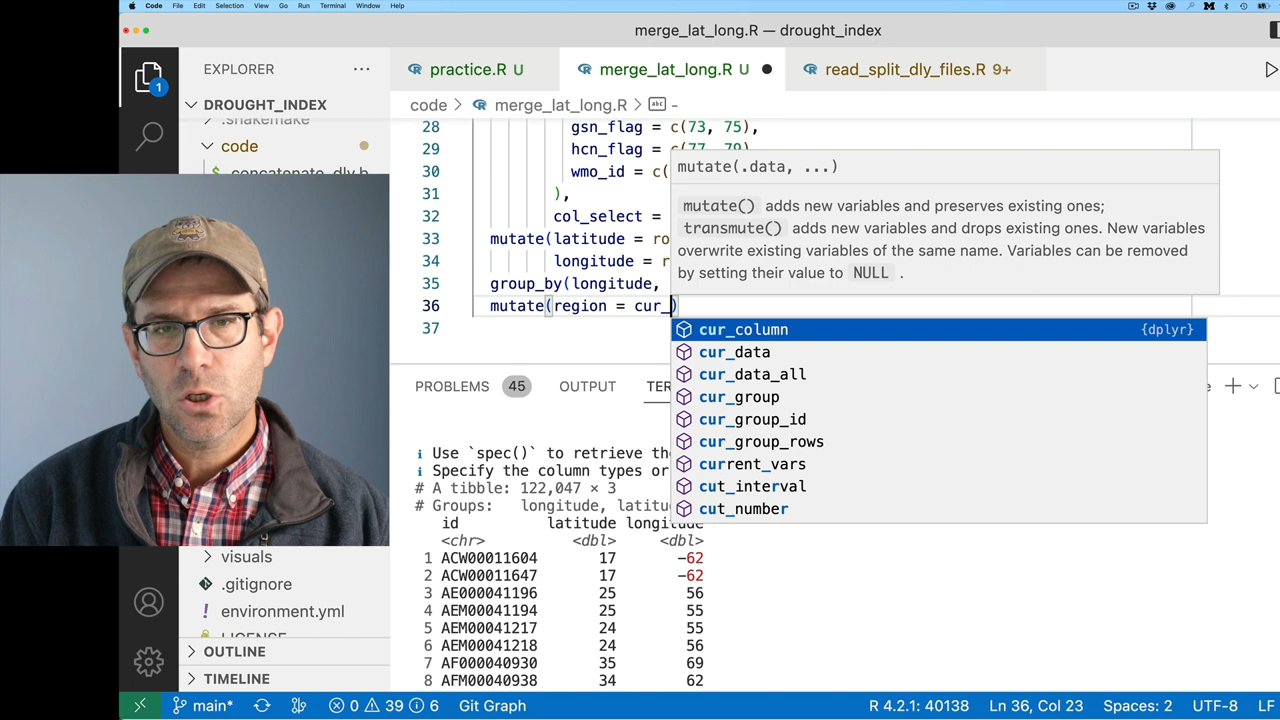 Code File Edit Selection View Go Run Terminal Window Help
merge_lat_long.R — drought_index
EXPLORER
practice.R U
merge_lat_long.R U
read_split_dly_files.R 9+
1
DROUGHT_INDEX
code > merge_lat_long.R > abc -
.snakemake
code
concatenate_dly.b
28 gsn_flag = c(73, 75),
29 hcn_flag = c(77, 79)
30 wmo_id = c(
31 ),
32 col_select =
33 mutate(latitude = ro
34 longitude = r
35 group_by(longitude,
36 mutate(region = cur_)
37
mutate(.data, ...)
mutate() adds new variables and preserves existing ones;
transmute() adds new variables and drops existing ones. New variables
overwrite existing variables of the same name. Variables can be removed
by setting their value to NULL .
cur_column {dplyr}
cur_data
cur_data_all
cur_group
cur_group_id
cur_group_rows
current_vars
cut_interval
cut_number
PROBLEMS 45 OUTPUT TER
i Use `spec()` to retrieve the
i Specify the column types or
# A tibble: 122,047 × 3
# Groups: longitude, latitu
id latitude longitude
<chr> <dbl> <dbl>
1 ACW00011604 17 -62
2 ACW00011647 17 -62
3 AE000041196 25 56
4 AEM00041194 25 55
5 AEM00041217 24 55
6 AEM00041218 24 56
7 AF000040930 35 69
8 AFM00040938 34 62
visuals
.gitignore
environment.yml
LICENSE
OUTLINE
TIMELINE
main* 0 39 6 Git Graph R 4.2.1: 40138 Ln 36, Col 23 Spaces: 2 UTF-8 LF